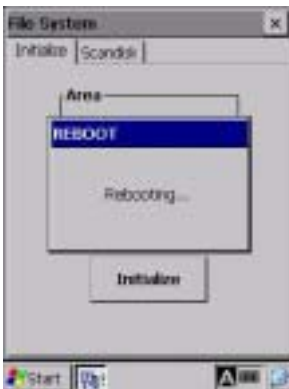 File System
Initialize Scandisk
Area
REBOOT
Rebooting...
Initialize
Start
A